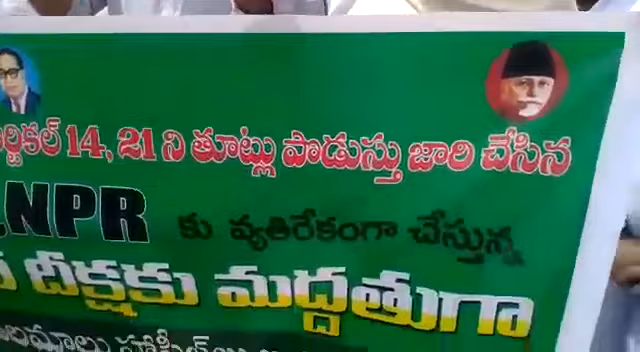 ర్టికల్ 14, 21 ని తూట్లు పొడుస్తు జారి చేసిన
,NPR కు వ్యతిరేకంగా చేస్తున్న
దీక్షకు మద్దతుగా